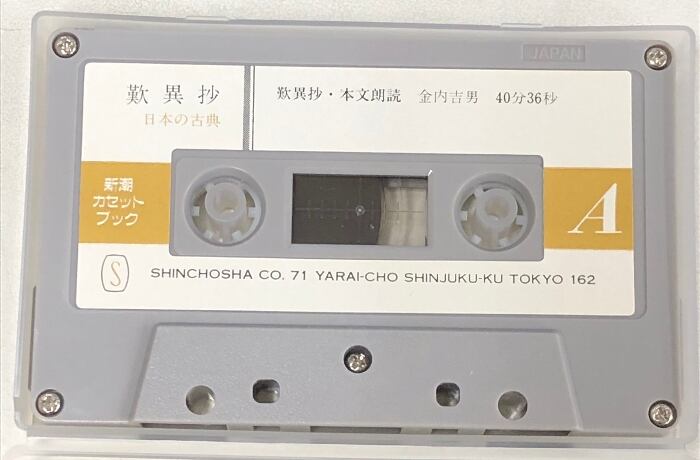 JAPAN
歎異抄
日本の古典
歎異抄・本文朗読 金内吉男 40分36秒
新潮
カセット
ブック
A
S
SHINCHOSHA CO. 71 YARAI-CHO SHINJUKU-KU TOKYO 162